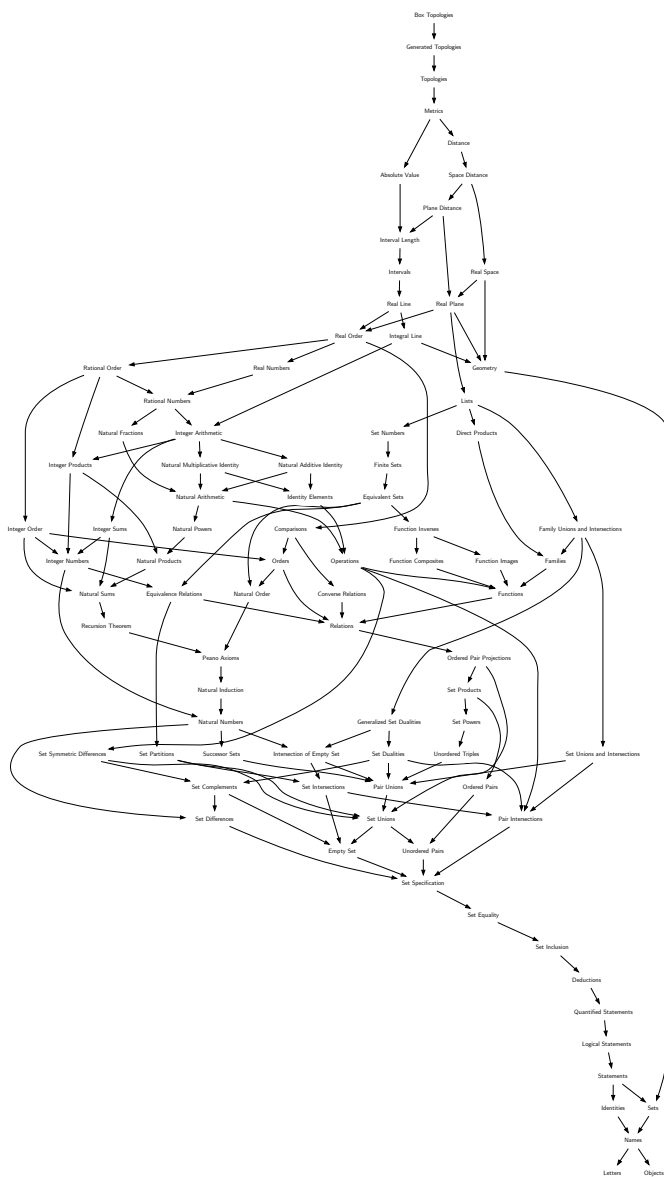 Box Topologies
Generated Topologies
Topologies
Metrics
Distance
Absolute Value
Space Distance
Plane Distance
Interval Length
Intervals
Real Space
Real Line
Real Plane
Real Order
Integral Line
Rational Order
Real Numbers
Geometry
Rational Numbers
Lists
Natural Fractions
Integer Arithmetic
Set Numbers
Direct Products
Integer Products
Natural Multiplicative Identity
Natural Additive Identity
Finite Sets
Natural Arithmetic
Identity Elements
Equivalent Sets
Integer Order
Integer Sums
Natural Powers
Comparisons
Function Inverses
Family Unions and Intersections
Integer Numbers
Natural Products
Orders
Operations
Function Composites
Function Images
Families
Natural Sums
Equivalence Relations
Natural Order
Converse Relations
Functions
Recursion Theorem
Relations
Peano Axioms
Ordered Pair Projections
Natural Induction
Set Products
Natural Numbers
Generalized Set Dualities
Set Powers
Set Symmetric Differences
Set Partitions
Successor Sets
Intersection of Empty Set
Set Dualities
Unordered Triples
Set Unions and Intersections
Set Complements
Set Intersections
Pair Unions
Ordered Pairs
Set Differences
Set Unions
Pair Intersections
Empty Set
Unordered Pairs
Set Specification
Set Equality
Set Inclusion
Deductions
Quantified Statements
Logical Statements
Statements
Identities
Sets
Names
Letters
Objects